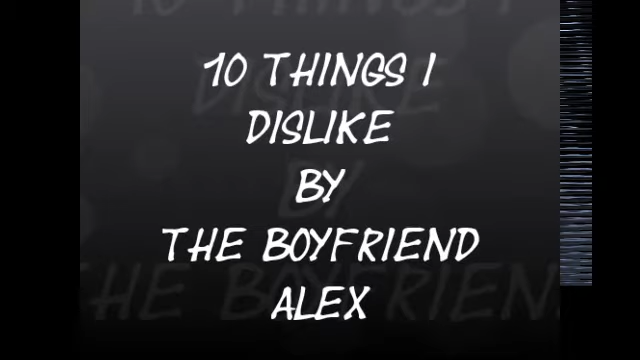 10 THINGS I
DISLIKE
BY
THE BOYFRIEND
ALEX